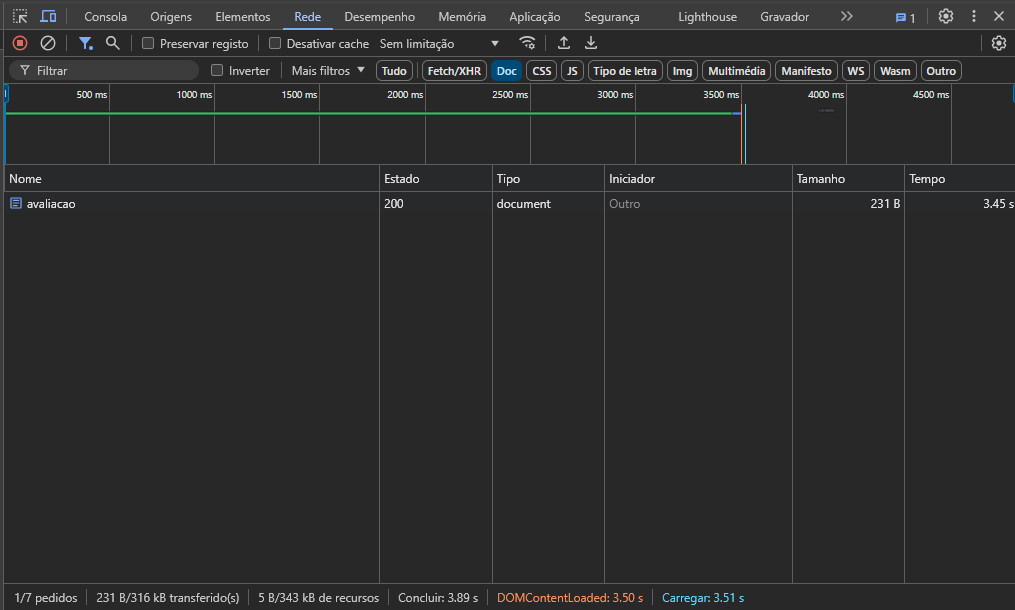 Consola Origens Elementos Rede Desempenho Memória Aplicação Segurança Lighthouse Gravador 1
Preservar registo Desativar cache Sem limitação
Filtrar Inverter Mais filtros Tudo Fetch/XHR Doc CSS JS Tipo de letra Img Multimédia Manifesto WS Wasm Outro
500 ms 1000 ms 1500 ms 2000 ms 2500 ms 3000 ms 3500 ms 4000 ms 4500 ms
Nome Estado Tipo Iniciador Tamanho Tempo
avaliacao 200 document Outro 231 B 3.45 s
1/7 pedidos 231 B/316 kB transferido(s) 5 B/343 kB de recursos Concluir: 3.89 s DOMContentLoaded: 3.50 s Carregar: 3.51 s